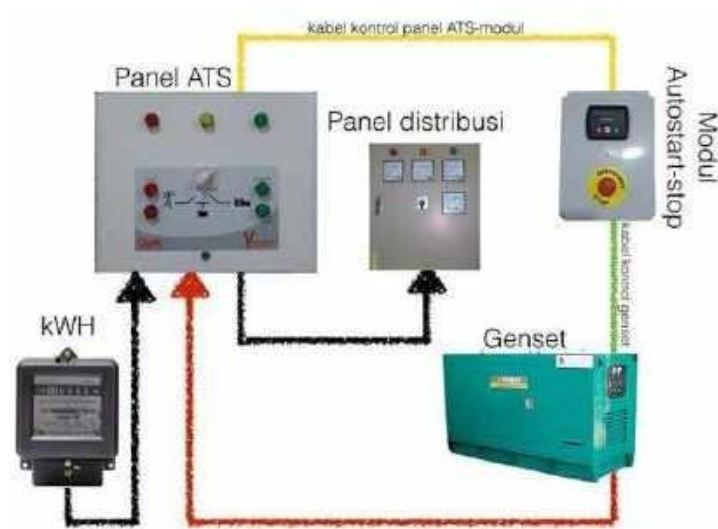 kabel kontrol panel ATS-modul
Panel ATS
Panel distribusi
Modul
Autostart-stop
kabel kontrol genset
kWH
Genset